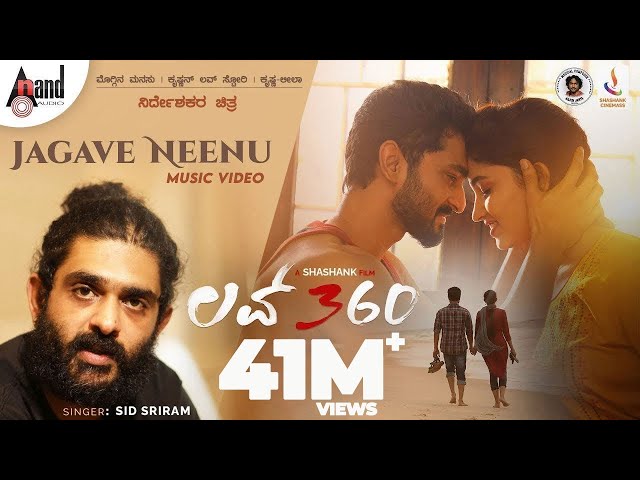 Anand
AUDIO
ಮೊಗ್ಗಿನ ಮನಸು | ಕೃಷ್ಣನ್ ಲವ್ ಸ್ಟೋರಿ | ಕೃಷ್ಣ-ಲೀಲಾ
ನಿರ್ದೇಶಕರ ಚಿತ್ರ
SHASHANK
CINEMASS
JAGAVE NEENU
MUSIC VIDEO
A SHASHANK FILM
ಲವ್ 360
41M+
VIEWS
SINGER: SID SRIRAM